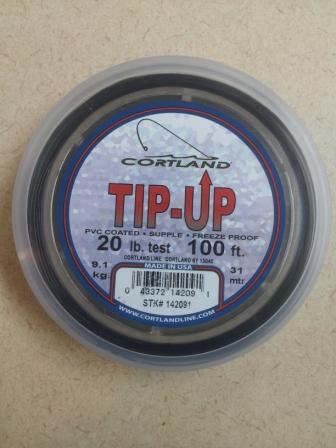 CORTLAND
TIP-UP
PVC COATED • SUPPLE • FREEZE PROOF
20 lb. test 100 ft.
CORTLAND LINE CORTLAND NY 13045
9.1 kg. MADE IN USA 31 mtr.
0 43372 14209 1
STK# 142091
WWW.CORTLANDLINE.COM